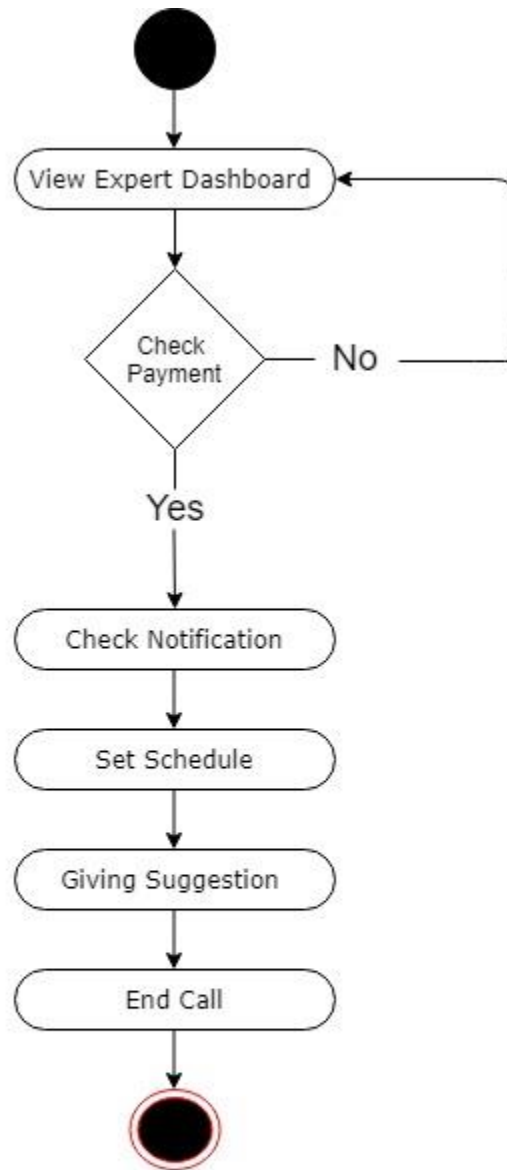 View Expert Dashboard
Check
Payment
No
Yes
Check Notification
Set Schedule
Giving Suggestion
End Call